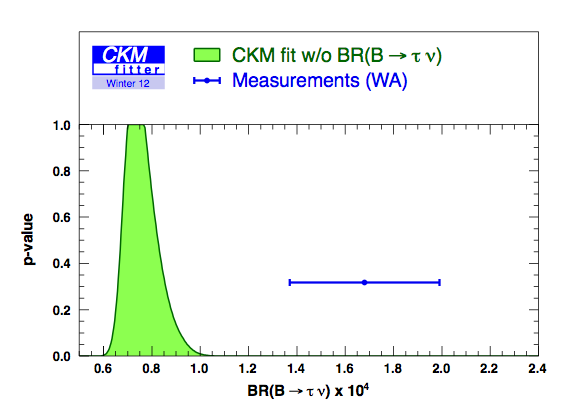 CKM
fitter
Winter 12
CKM fit w/o BR(B → τ ν)
Measurements (WA)
1.0
0.8
0.6
0.4
0.2
0.0
p-value
0.6 0.8 1.0 1.2 1.4 1.6 1.8 2.0 2.2 2.4
BR(B → τ ν) x 10⁴